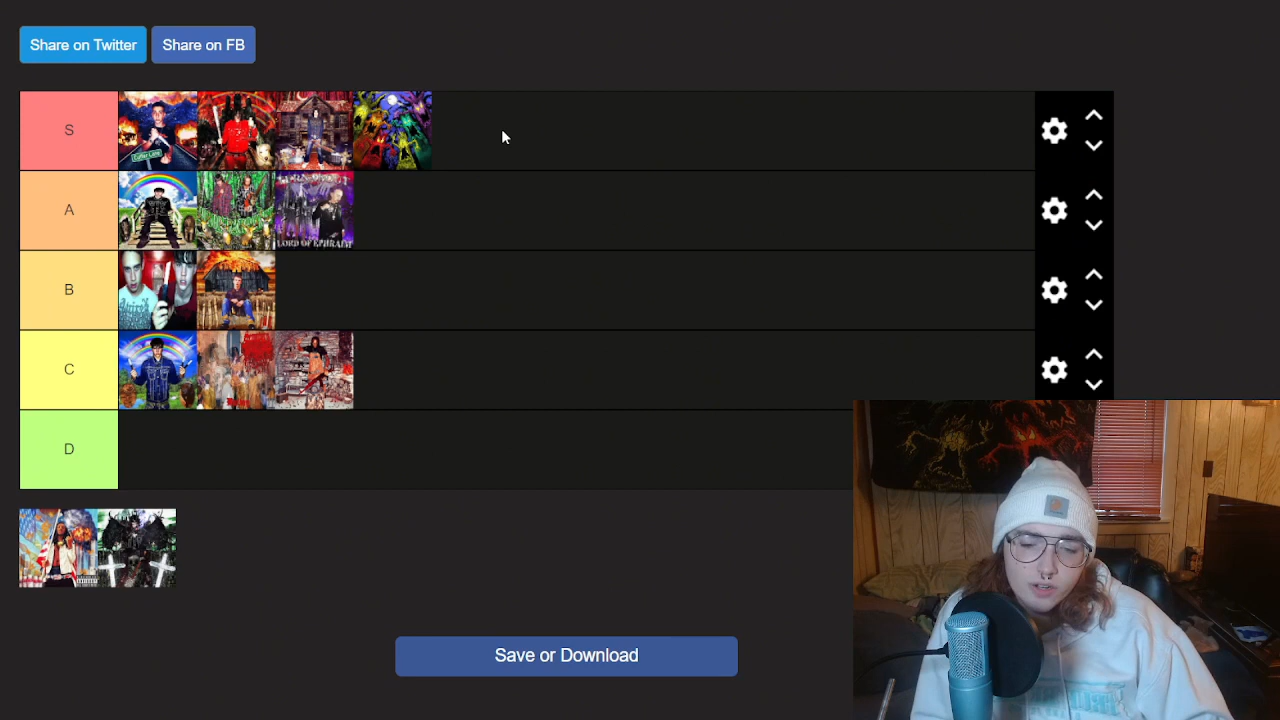 Share on Twitter Share on FB
S
LORD OF EPHRAIM
A
B
C
D
Save or Download